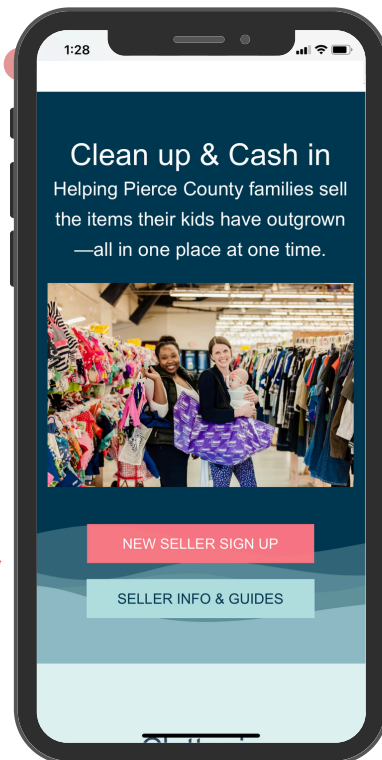 1:28
Clean up & Cash in
Helping Pierce County families sell
the items their kids have outgrown
—all in one place at one time.
NEW SELLER SIGN UP
SELLER INFO & GUIDES